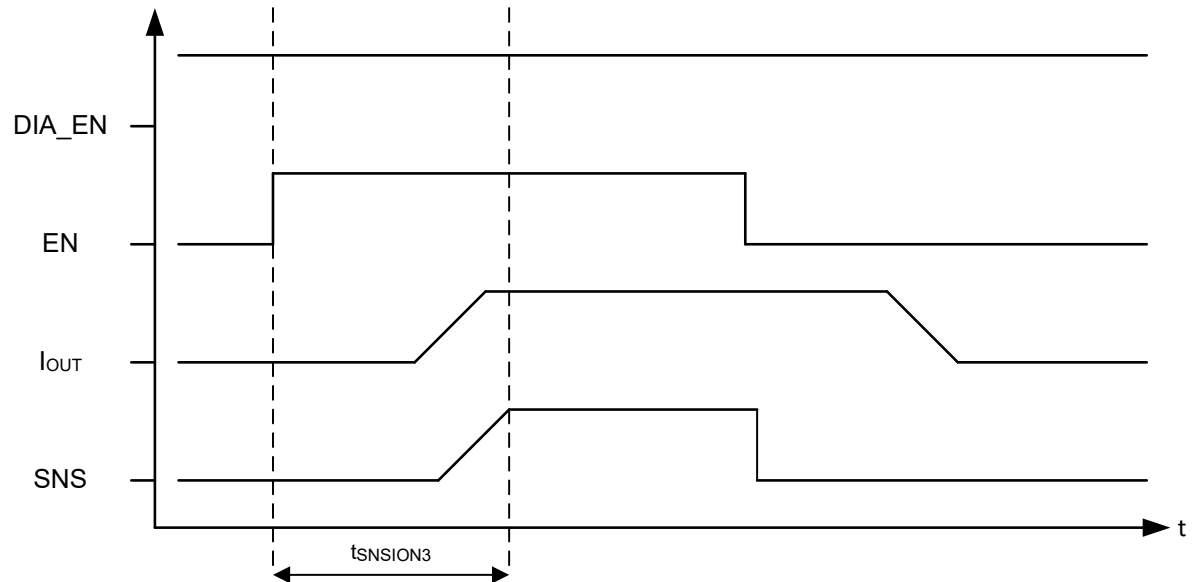 DIA_EN
EN
IOUT
SNS
t
tSNSION3